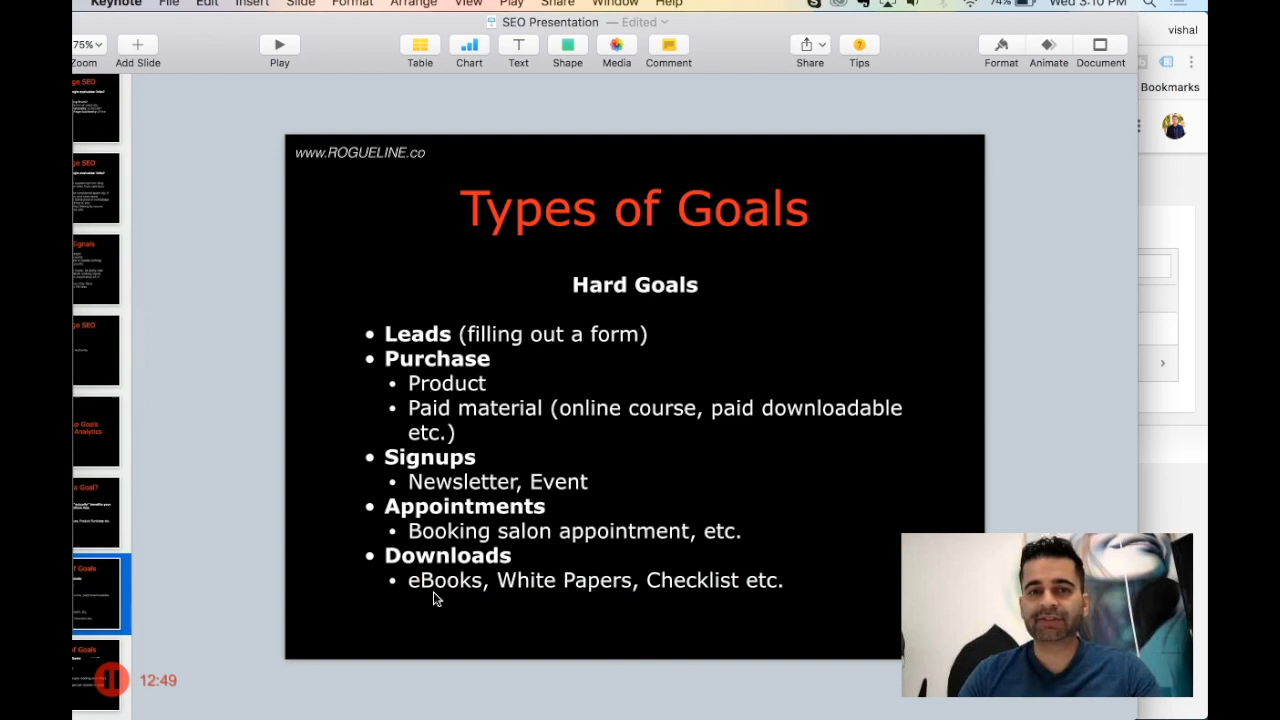 Keynote File Edit Insert Slide Format Arrange View Play Share Window Help 74% Wed 3:10 PM
SEO Presentation — Edited
vishal
75%
Zoom Add Slide Play Table Chart Text Shape Media Comment Share Tips Format Animate Document
Bookmarks
www.ROGUELINE.co
Types of Goals
Hard Goals
• Leads (filling out a form)
• Purchase
• Product
• Paid material (online course, paid downloadable
etc.)
• Signups
• Newsletter, Event
• Appointments
• Booking salon appointment, etc.
• Downloads
• eBooks, White Papers, Checklist etc.
12:49